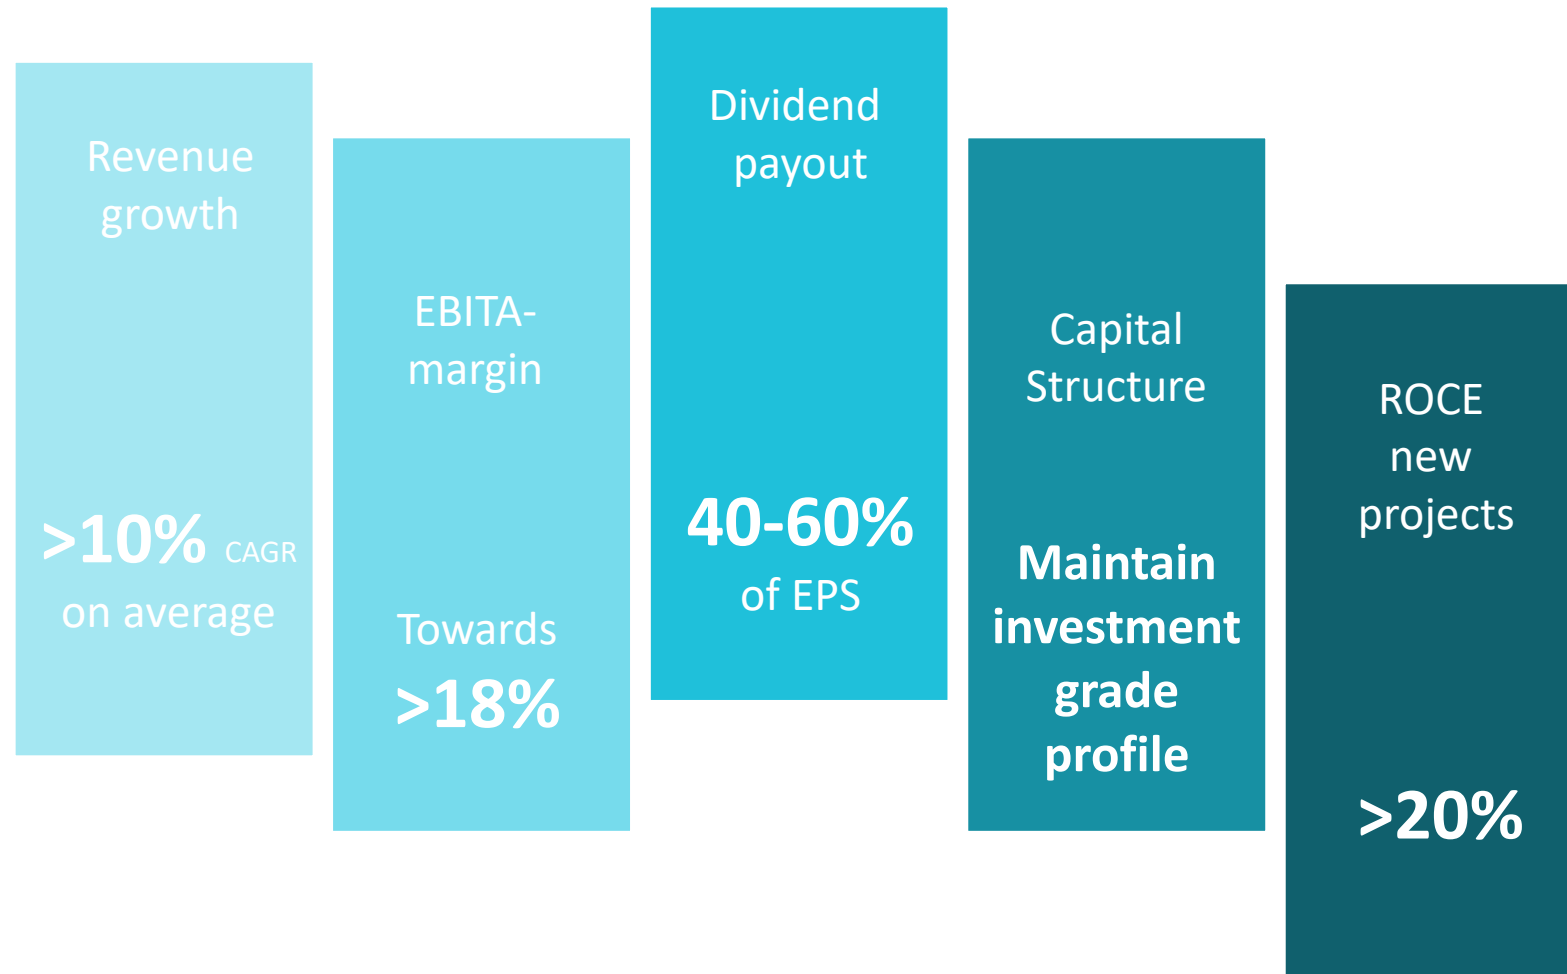 Revenue
growth
>10% CAGR
on average
EBITA-
margin
Towards
>18%
Dividend
payout
40-60%
of EPS
Capital
Structure
Maintain
investment
grade
profile
ROCE
new
projects
>20%